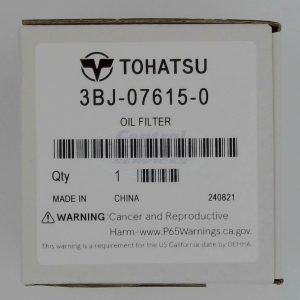 TOHATSU
3BJ-07615-0
OIL FILTER
Qty 1
MADE IN CHINA 240821
⚠WARNING: Cancer and Reproductive
Harm-www.P65Warnings.ca.gov.
This warning is a requirement for the US California state by OEHHA